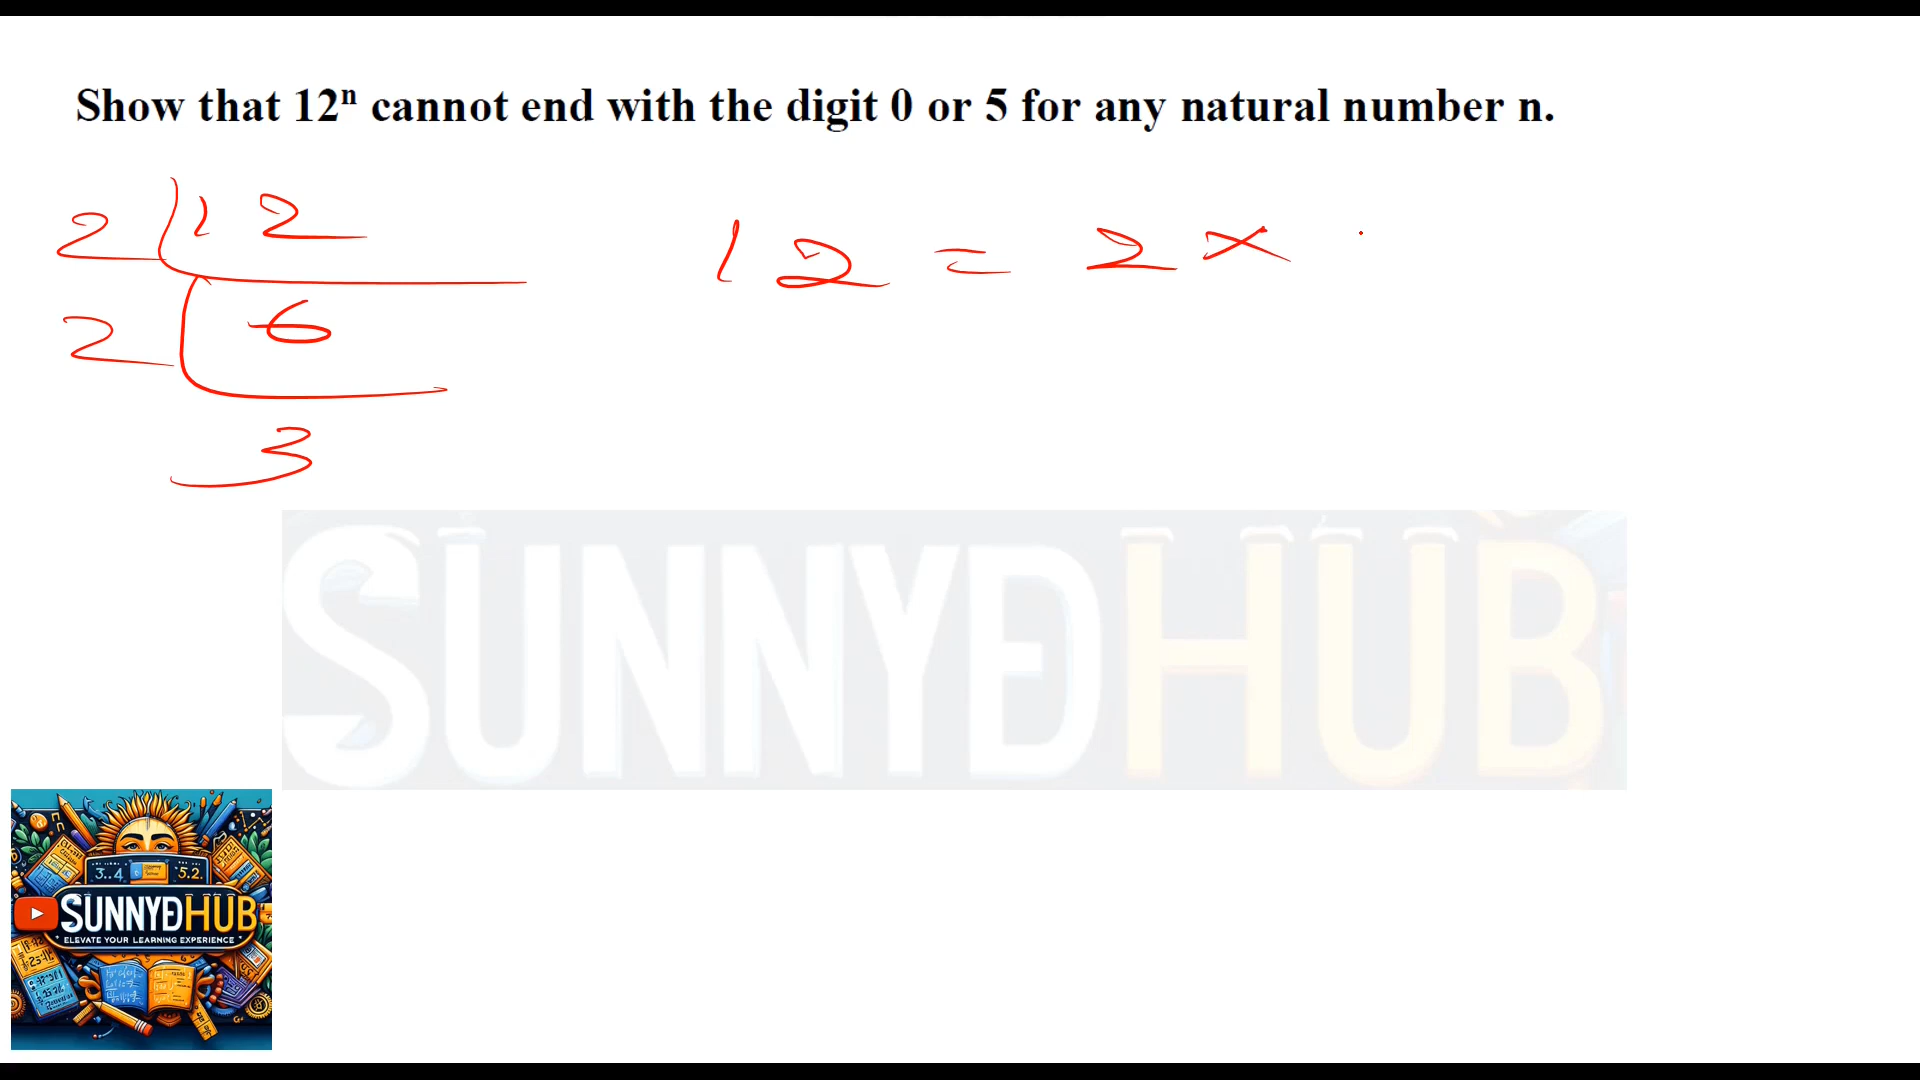 Show that 12ⁿ cannot end with the digit 0 or 5 for any natural number n.
2 12
2 6
3
12 = 2 ×
SUNNYDHUB
3..4 5.2.
SUNNYDHUB
ELEVATE YOUR LEARNING EXPERIENCE